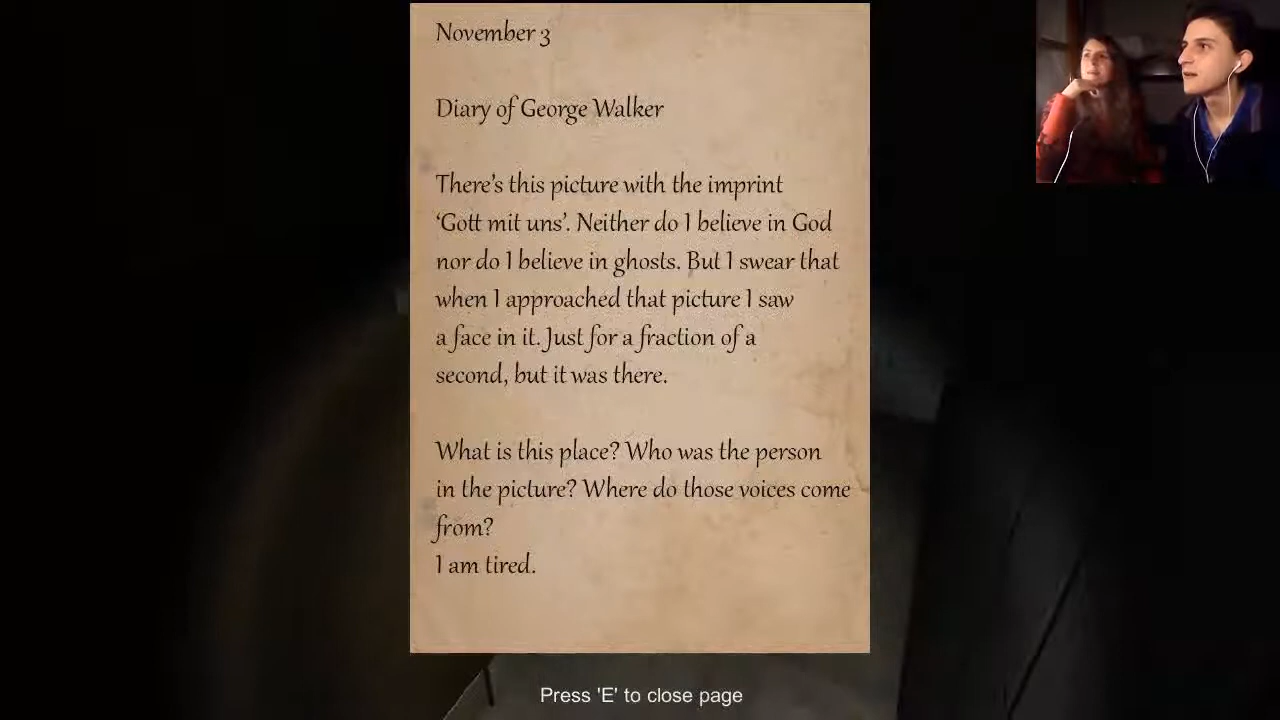 November 3
Diary of George Walker
There's this picture with the imprint
‘Gott mit uns’. Neither do I believe in God
nor do I believe in ghosts. But I swear that
when I approached that picture I saw
a face in it. Just for a fraction of a
second, but it was there.
What is this place? Who was the person
in the picture? Where do those voices come
from?
I am tired.
Press 'E' to close page